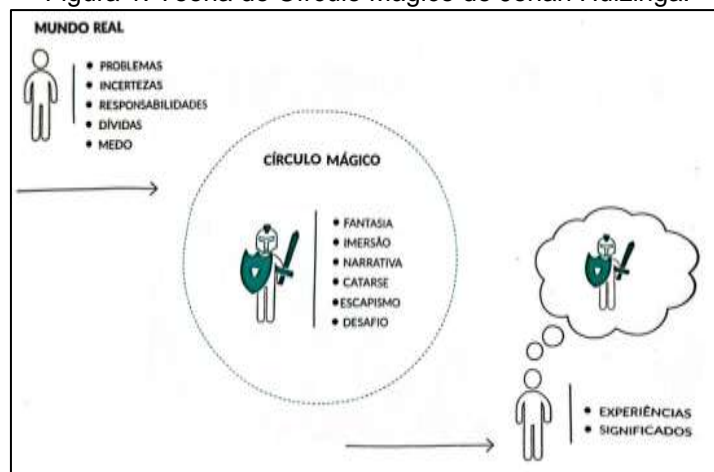 Figura 1: Teoria do Círculo Mágico de Johan Huizinga.
MUNDO REAL
• PROBLEMAS
• INCERTEZAS
• RESPONSABILIDADES
• DÍVIDAS
• MEDO
CÍRCULO MÁGICO
• FANTASIA
• IMERSÃO
• NARRATIVA
• CATARSE
• ESCAPISMO
• DESAFIO
• EXPERIÊNCIAS
• SIGNIFICADOS